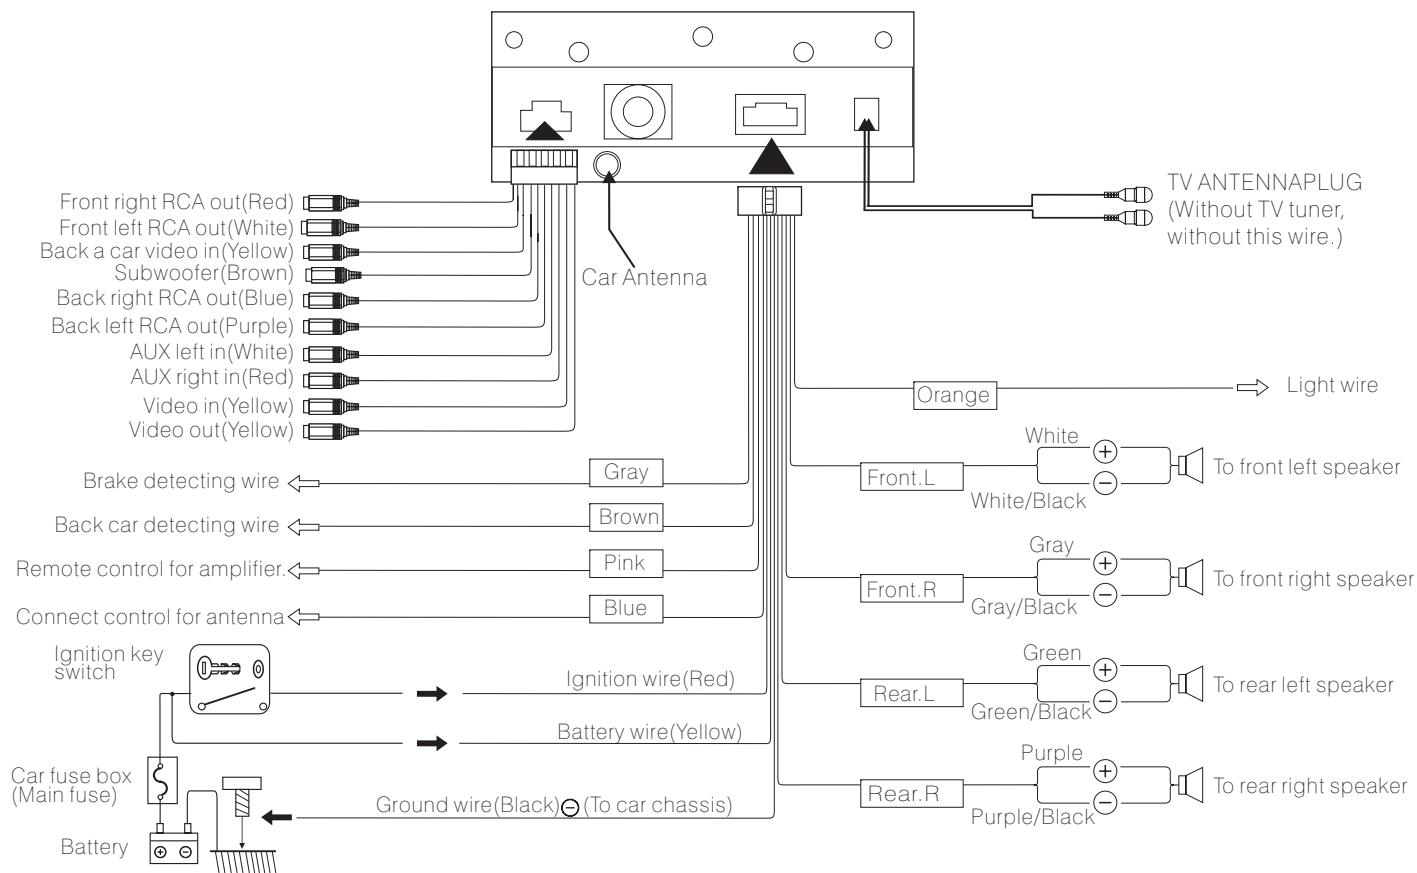 Front right RCA out(Red)
Front left RCA out(White)
Back a car video in(Yellow)
Subwoofer(Brown)
Back right RCA out(Blue)
Back left RCA out(Purple)
AUX left in(White)
AUX right in(Red)
Video in(Yellow)
Video out(Yellow)
Car Antenna
TV ANTENNAPLUG
(Without TV tuner,
without this wire.)
Orange
Light wire
Brake detecting wire
Gray
Back car detecting wire
Brown
Remote control for amplifier.
Pink
Connect control for antenna
Blue
Ignition key
switch
Ignition wire(Red)
Battery wire(Yellow)
Car fuse box
(Main fuse)
Ground wire(Black) ⊖ (To car chassis)
Battery
+ −
Front.L
White
+
−
White/Black
To front left speaker
Front.R
Gray
+
−
Gray/Black
To front right speaker
Rear.L
Green
+
−
Green/Black
To rear left speaker
Rear.R
Purple
+
−
Purple/Black
To rear right speaker